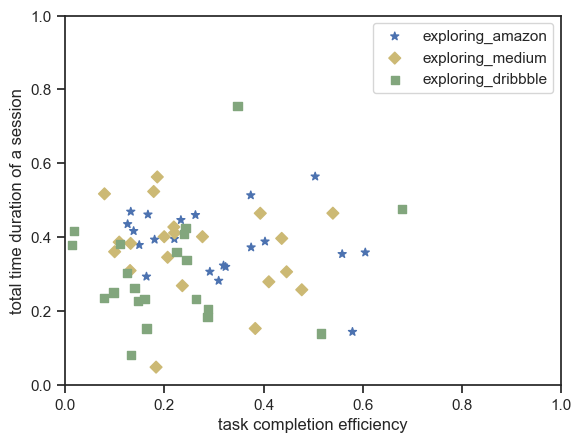 1.0
0.8
0.6
0.4
0.2
0.0
0.0 0.2 0.4 0.6 0.8 1.0
total time duration of a session
task completion efficiency
exploring_amazon
exploring_medium
exploring_dribbble